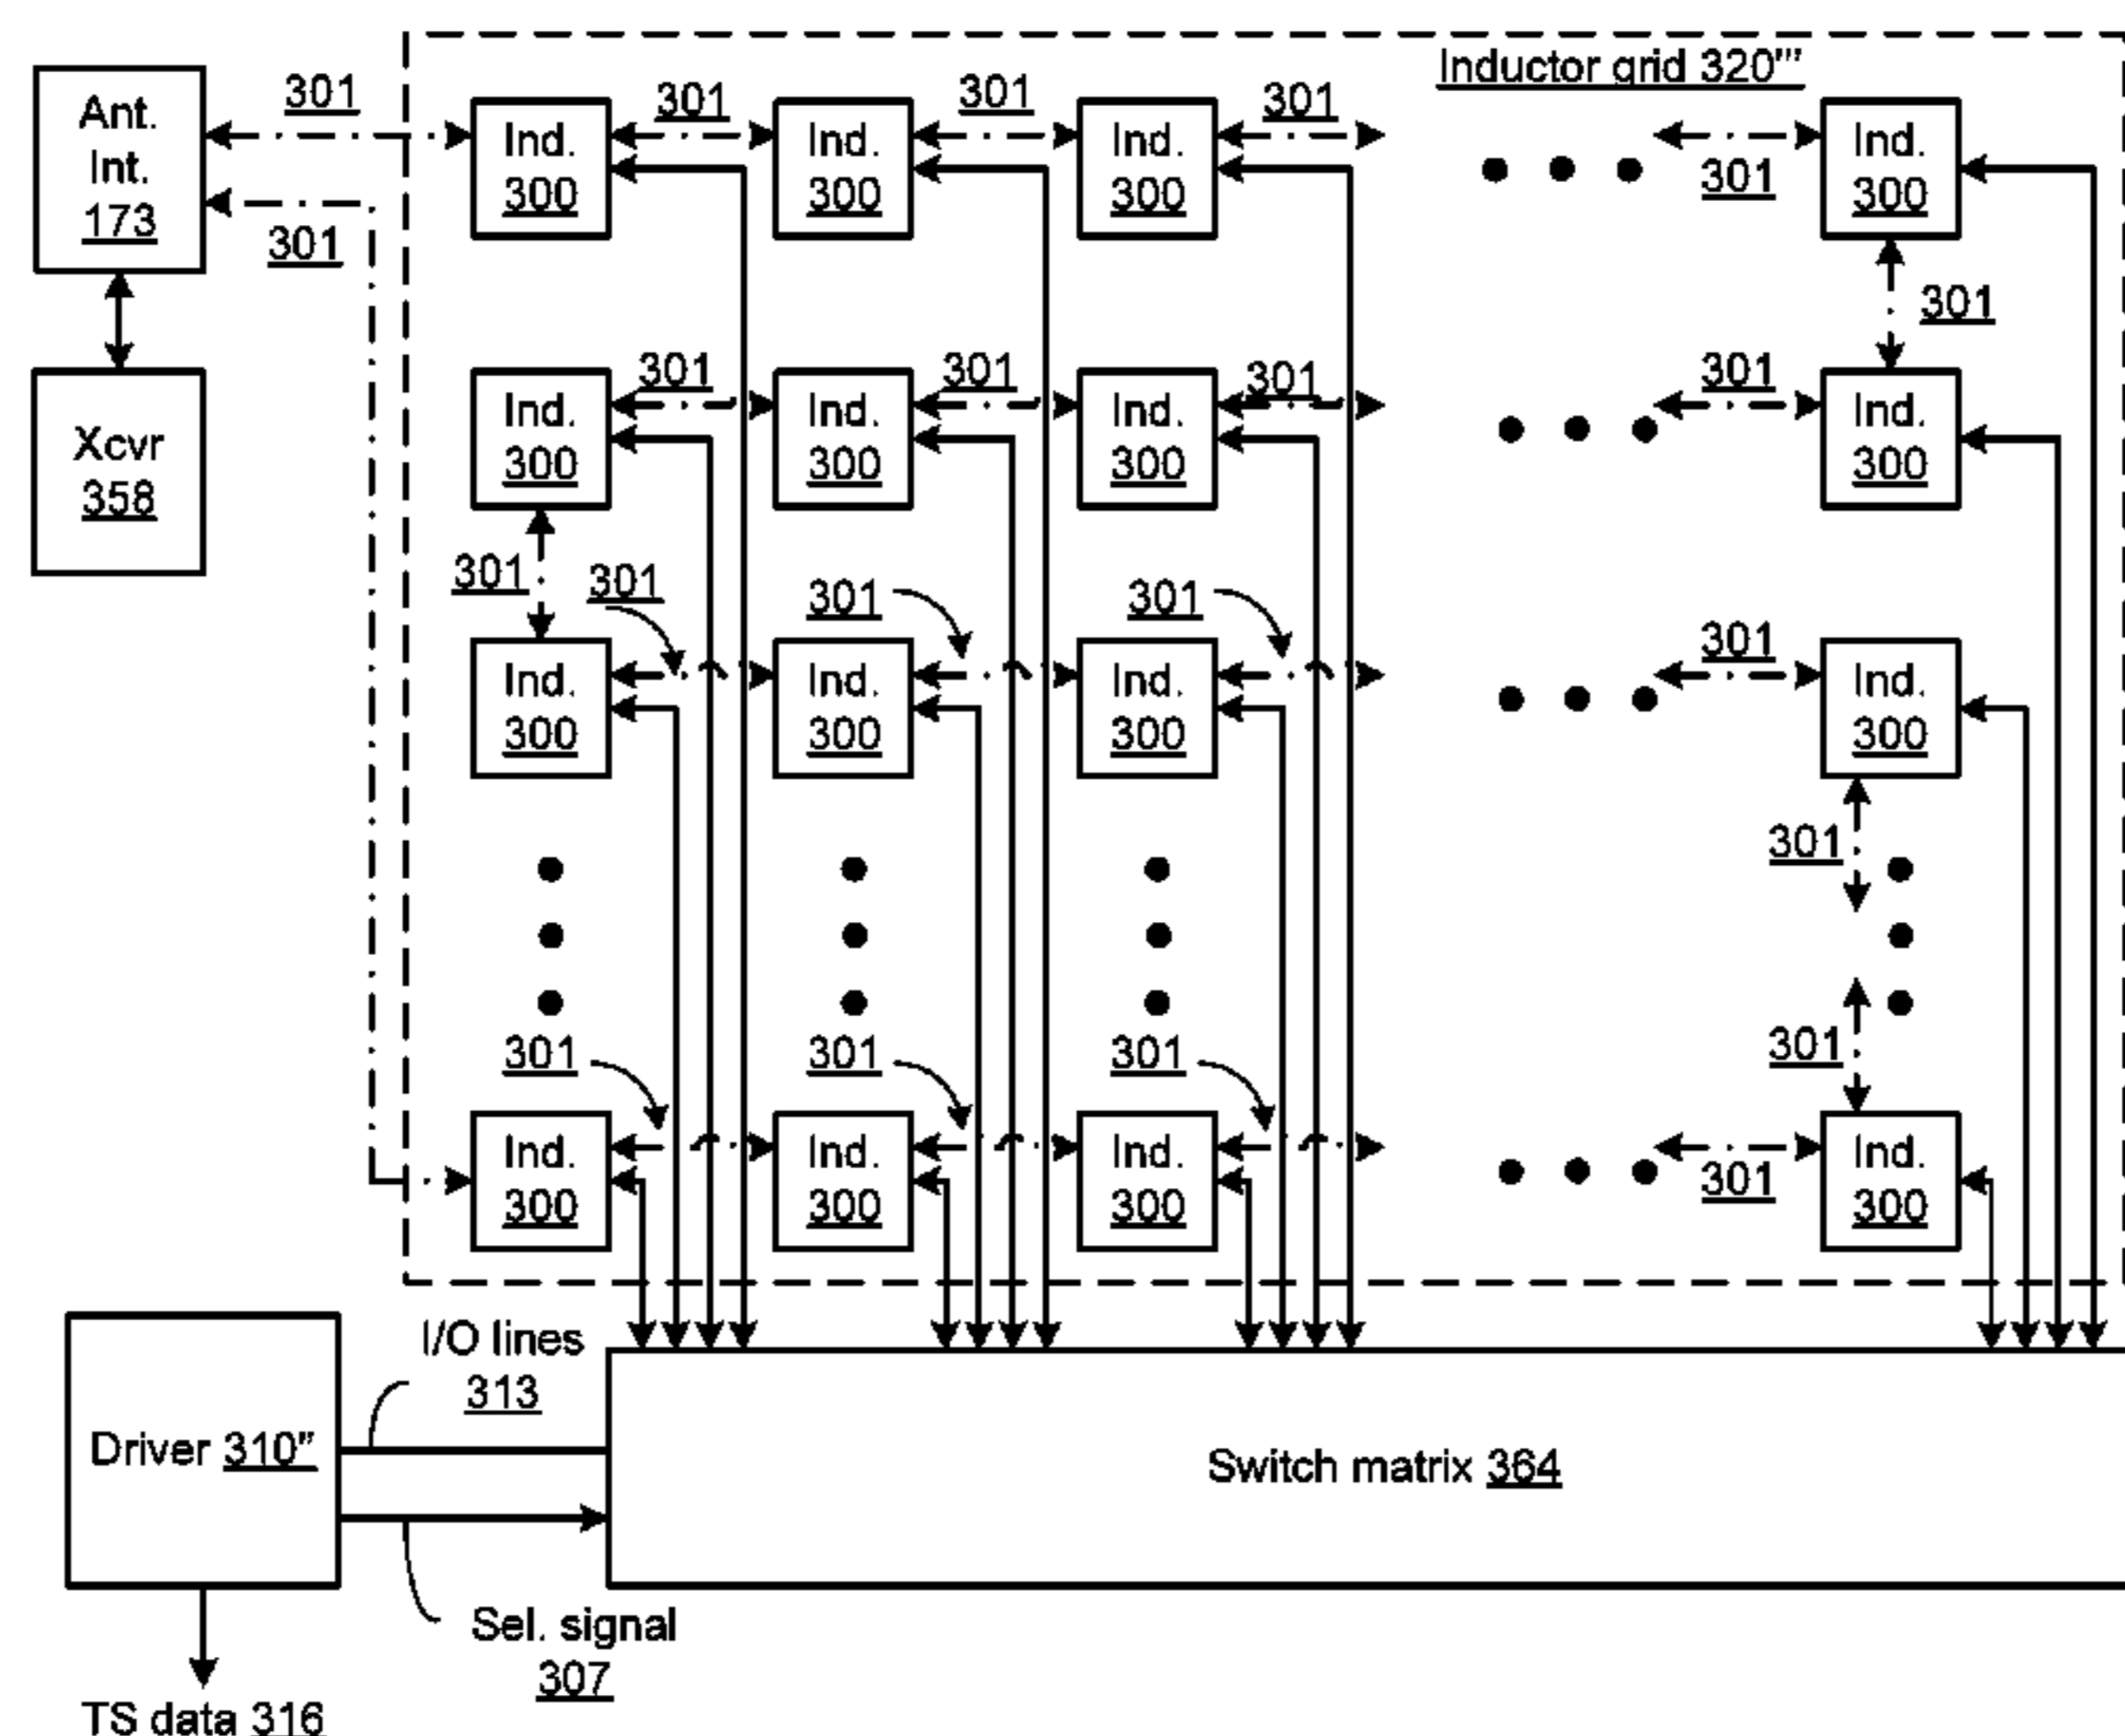 Inductor grid 320'''
Ant.
Int.
173
301
301
301
301
301
301
Ind.
300
Ind.
300
Ind.
300
Ind.
300
301
Xcvr
358
301
301
301
301
Ind.
300
Ind.
300
Ind.
300
Ind.
300
301
301
301
301
301
Ind.
300
Ind.
300
Ind.
300
Ind.
300
301
301
301
301
301
Ind.
300
Ind.
300
Ind.
300
301
Ind.
300
I/O lines
313
Driver 310''
Switch matrix 364
Sel. signal
307
TS data 316